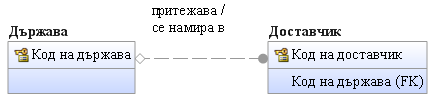 притежава /
се намира в
Държава
Код на държава
Доставчик
Код на доставчик
Код на държава (FK)